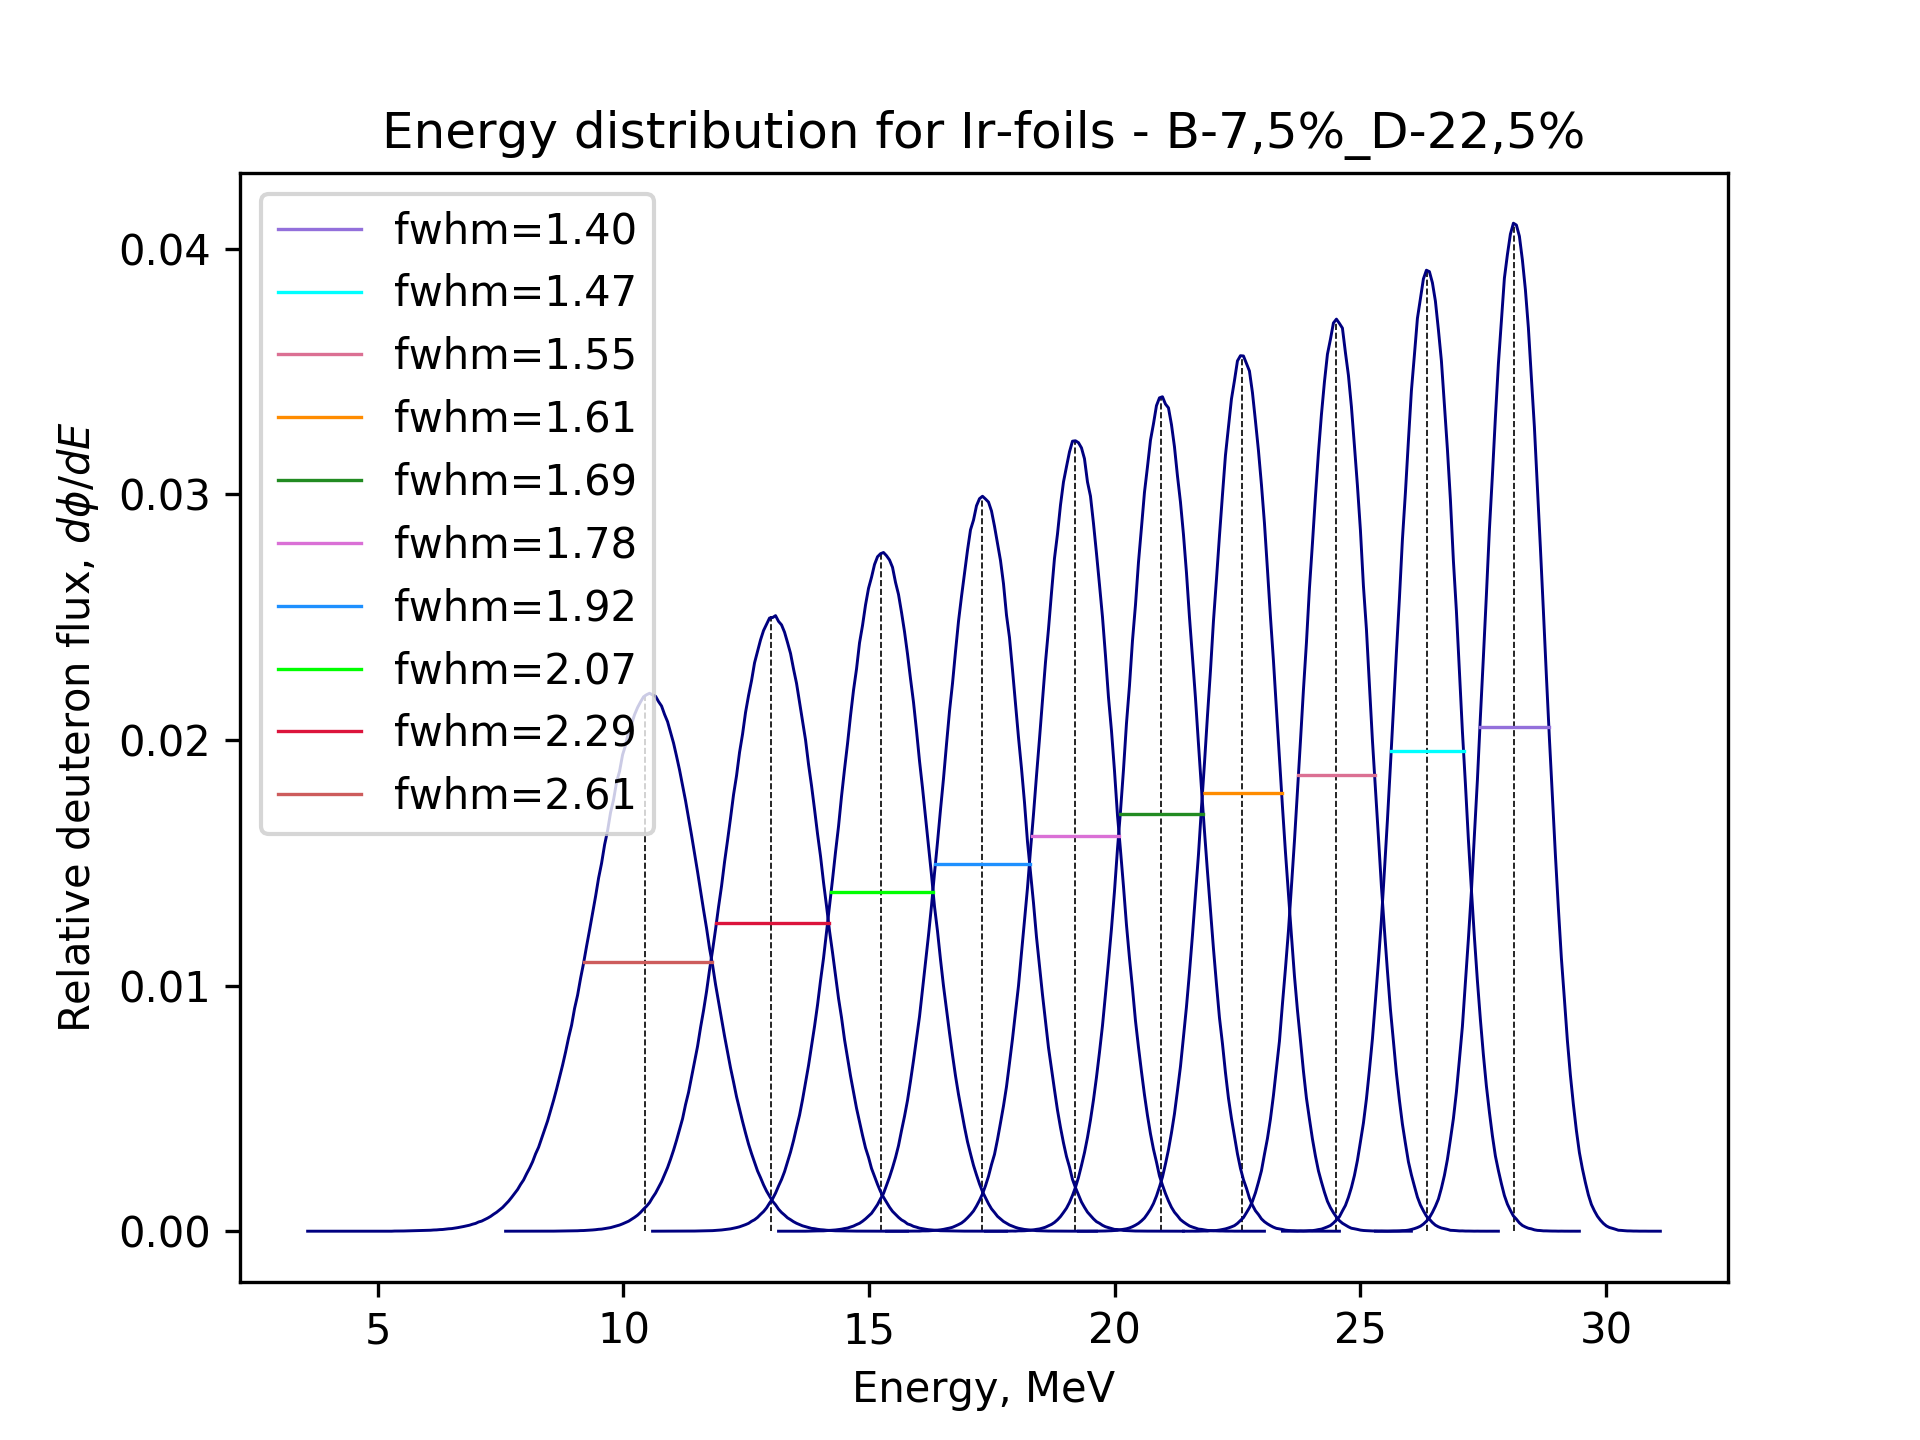 Energy distribution for Ir-foils - B-7,5%_D-22,5%
fwhm=1.40
fwhm=1.47
fwhm=1.55
fwhm=1.61
fwhm=1.69
fwhm=1.78
fwhm=1.92
fwhm=2.07
fwhm=2.29
fwhm=2.61
Relative deuteron flux, dϕ/dE
0.04
0.03
0.02
0.01
0.00
5 10 15 20 25 30
Energy, MeV